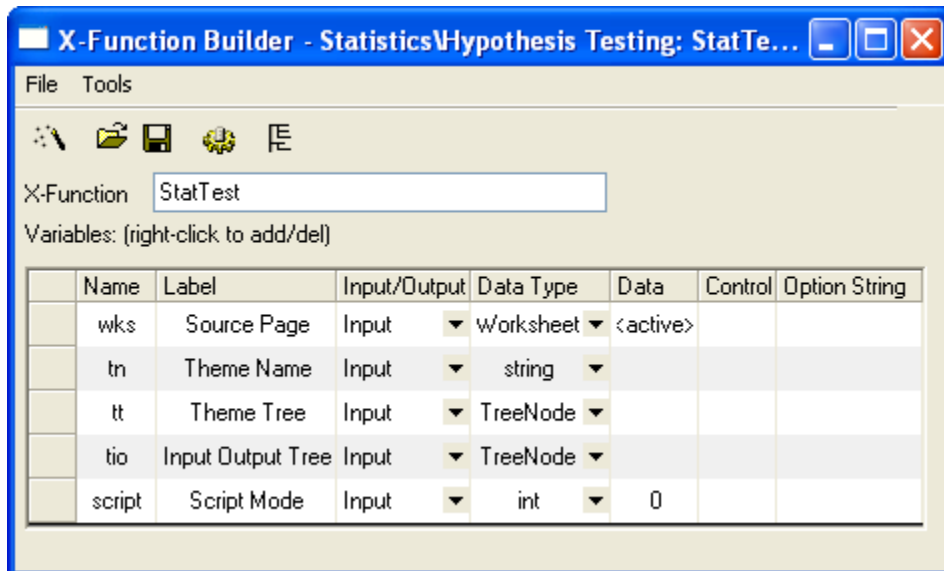 X-Function Builder - Statistics\Hypothesis Testing: StatTe...
File Tools
X-Function StatTest
Variables: (right-click to add/del)
Name Label Input/Output Data Type Data Control Option String
wks Source Page Input Worksheet <active>
tn Theme Name Input string
tt Theme Tree Input TreeNode
tio Input Output Tree Input TreeNode
script Script Mode Input int 0